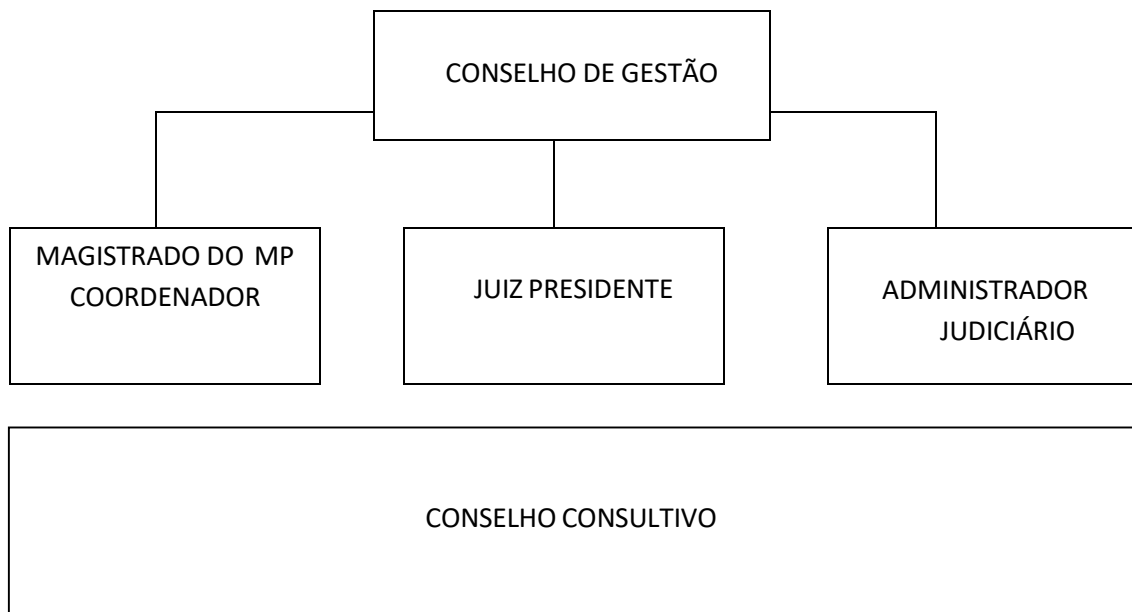 CONSELHO DE GESTÃO
MAGISTRADO DO MP
COORDENADOR
JUIZ PRESIDENTE
ADMINISTRADOR
JUDICIÁRIO
CONSELHO CONSULTIVO